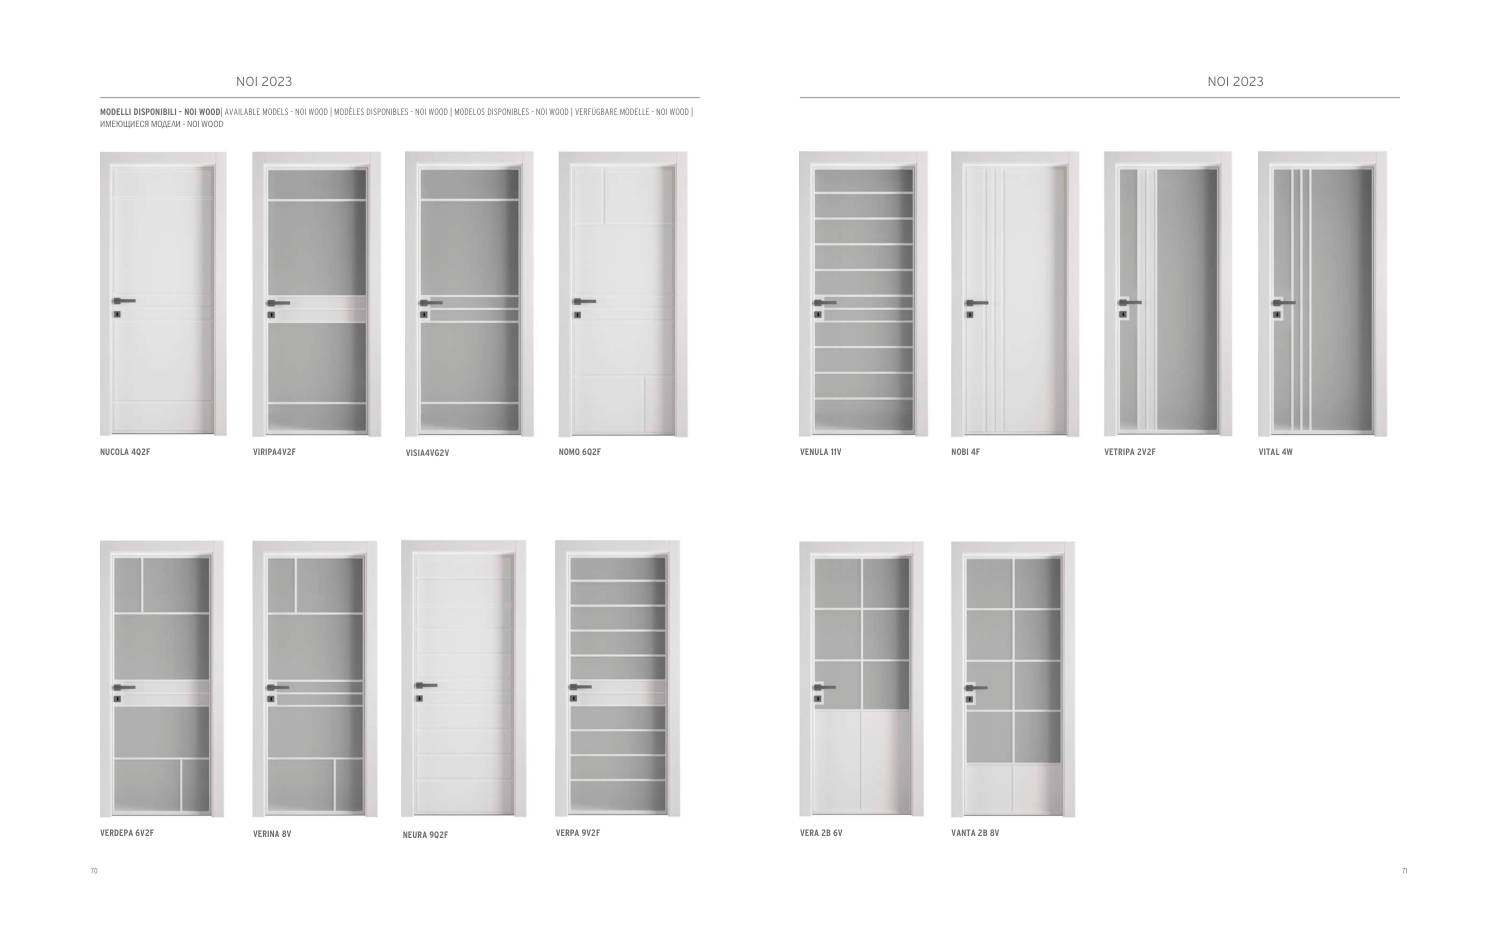 NOI 2023
MODELLI DISPONIBILI - NOI WOOD| AVAILABLE MODELS - NOI WOOD | MODÈLES DISPONIBLES - NOI WOOD | MODELOS DISPONIBLES - NOI WOOD | VERFÜGBARE MODELLE - NOI WOOD |
ИМЕЮЩИЕСЯ МОДЕЛИ - NOI WOOD
NUCOLA 4Q2F
VIRIPA4V2F
VISIA4VG2V
NOMO 6Q2F
VERDEPA 6V2F
VERINA 8V
NEURA 9Q2F
VERPA 9V2F
70
NOI 2023
VENULA 11V
NOBI 4F
VETRIPA 2V2F
VITAL 4W
VERA 2B 6V
VANTA 2B 8V
71